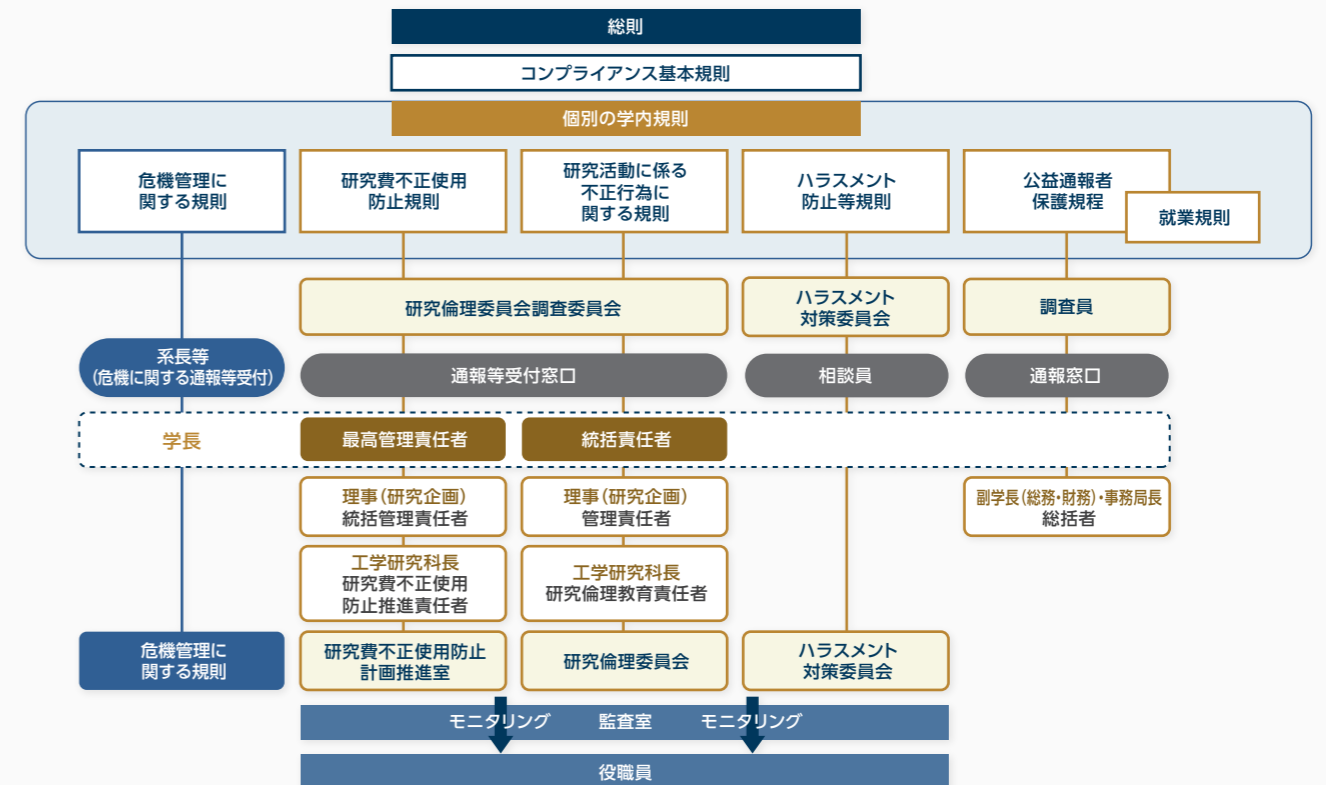 総則
コンプライアンス基本規則
個別の学内規則
危機管理に
関する規則
研究費不正使用
防止規則
研究活動に係る
不正行為に
関する規則
ハラスメント
防止等規則
公益通報者
保護規程
就業規則
研究倫理委員会調査委員会
ハラスメント
対策委員会
調査員
系長等
(危機に関する通報等受付)
通報等受付窓口
相談員
通報窓口
学長
最高管理責任者
統括責任者
理事(研究企画)
統括管理責任者
理事(研究企画)
管理責任者
副学長(総務・財務)・事務局長
総括者
工学研究科長
研究費不正使用
防止推進責任者
工学研究科長
研究倫理教育責任者
危機管理に
関する規則
研究費不正使用防止
計画推進室
研究倫理委員会
ハラスメント
対策委員会
モニタリング 監査室 モニタリング
役職員